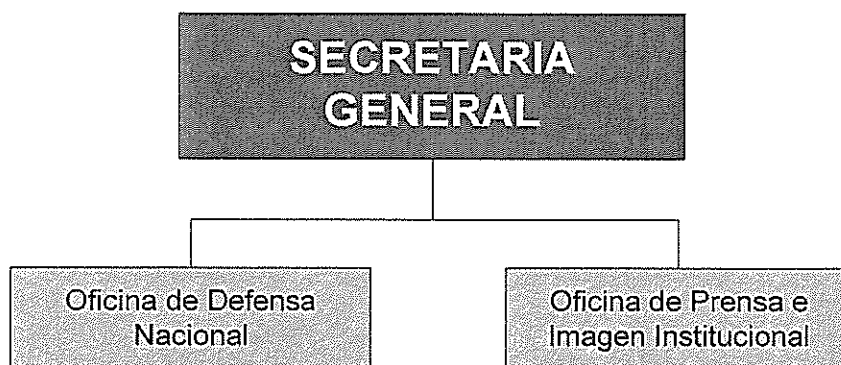 SECRETARIA
GENERAL
Oficina de Defensa
Nacional
Oficina de Prensa e
Imagen Institucional